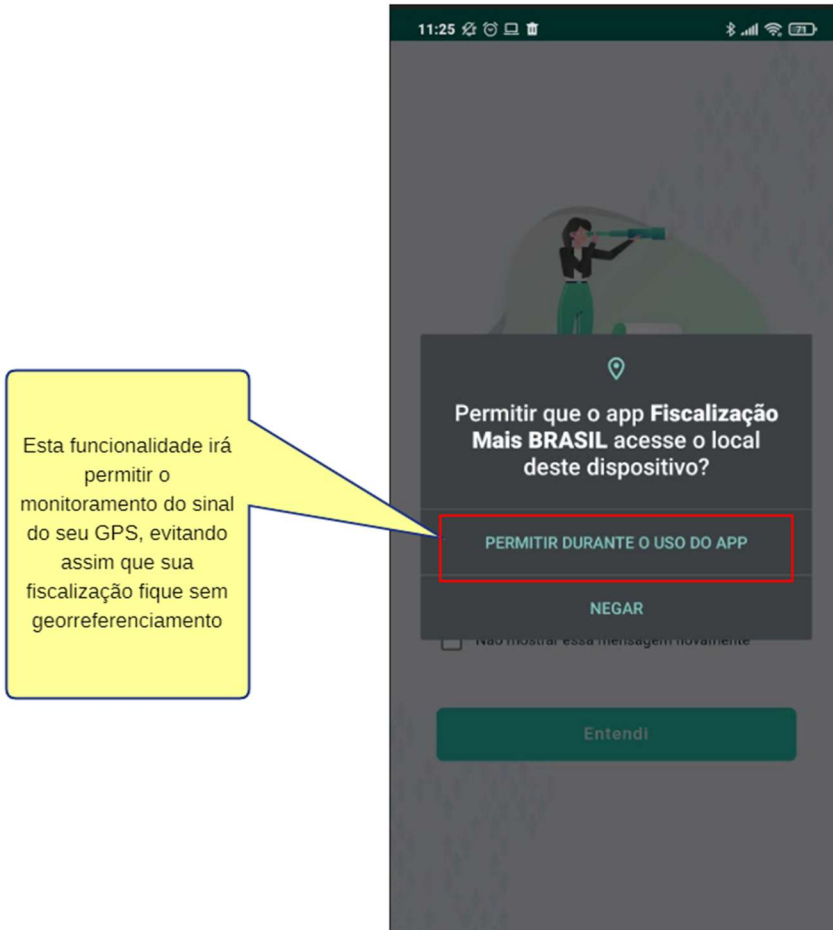 11:25
71
Esta funcionalidade irá
permitir o
monitoramento do sinal
do seu GPS, evitando
assim que sua
fiscalização fique sem
georreferenciamento
Permitir que o app Fiscalização
Mais BRASIL acesse o local
deste dispositivo?
PERMITIR DURANTE O USO DO APP
NEGAR
Não mostrar essa mensagem novamente
Entendi